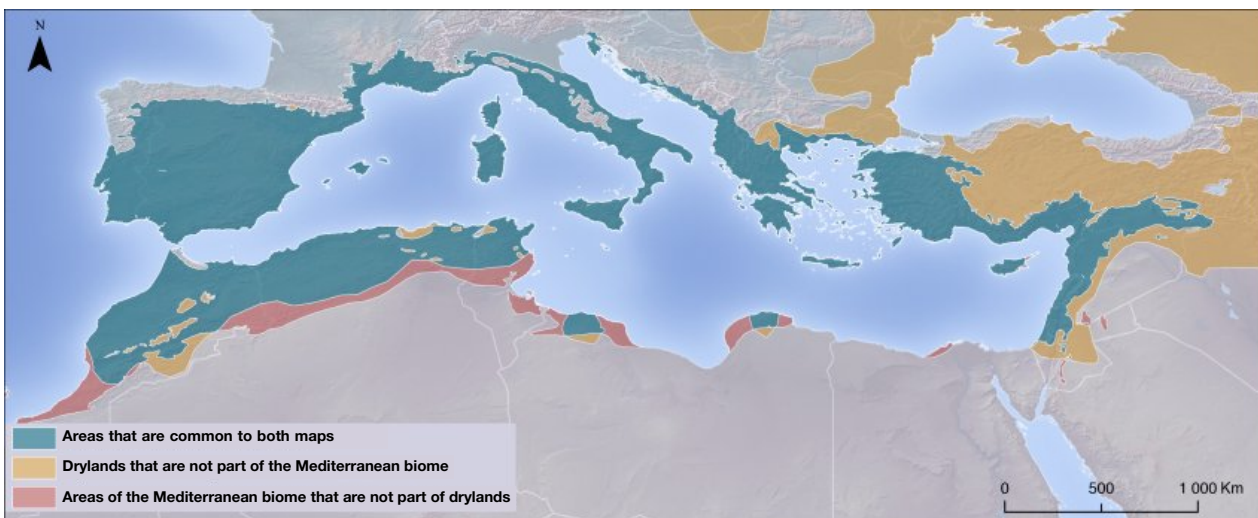 N
Areas that are common to both maps
Drylands that are not part of the Mediterranean biome
Areas of the Mediterranean biome that are not part of drylands
0 500 1 000 Km